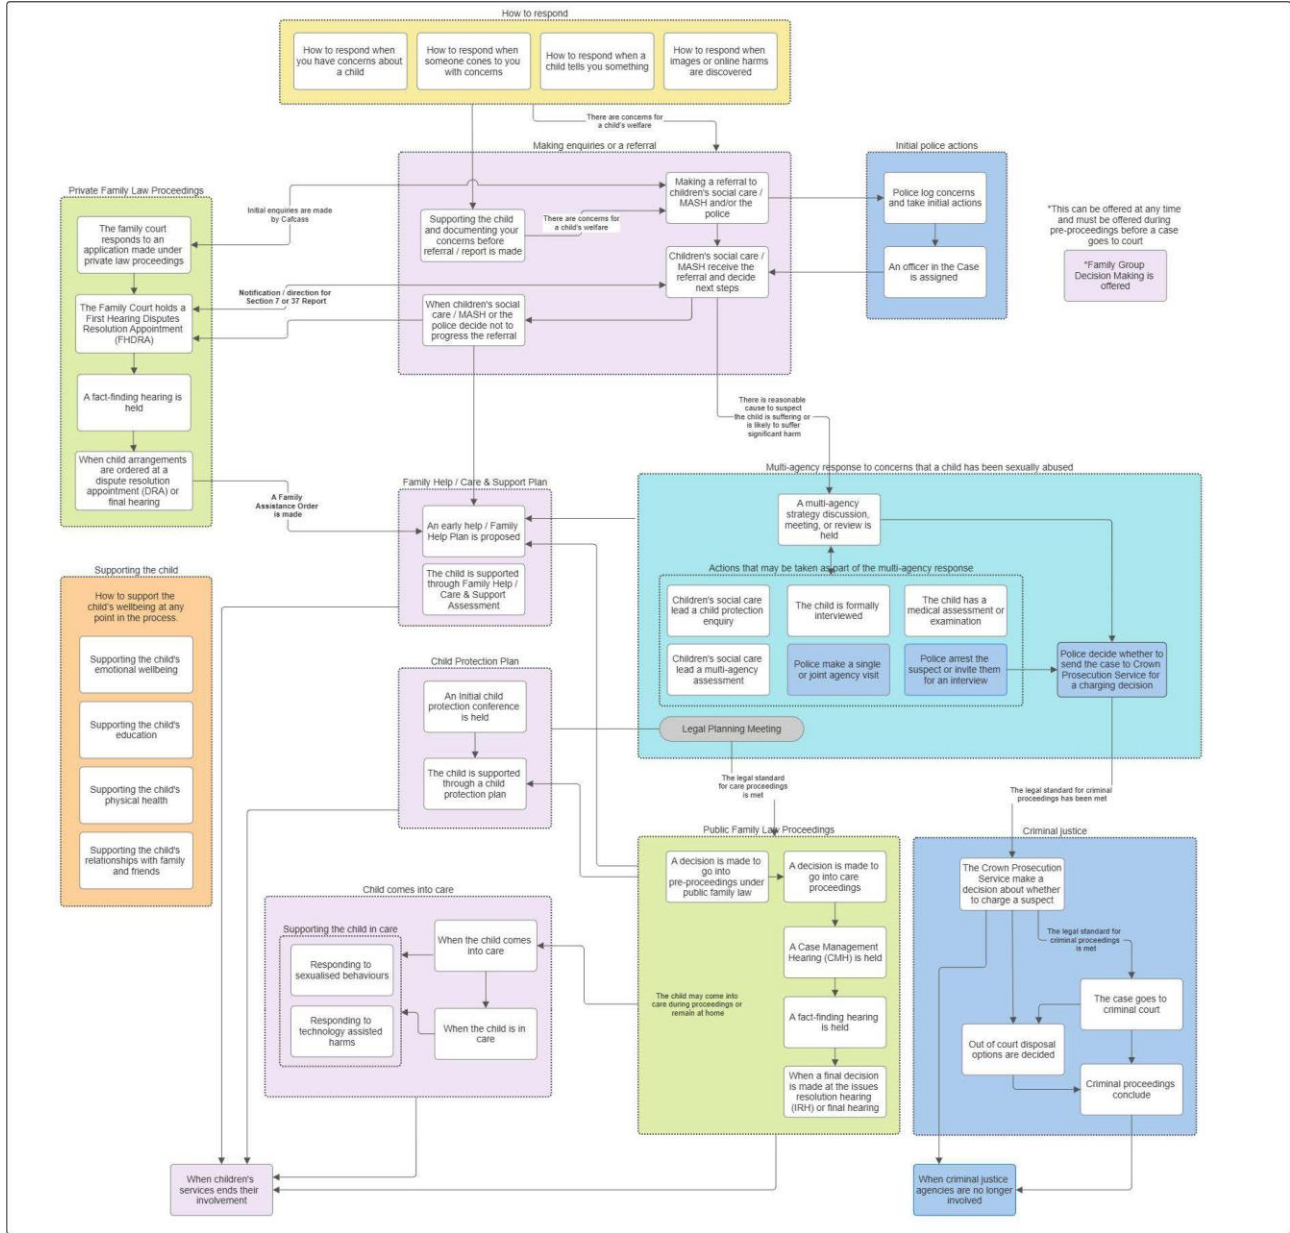 How to respond
How to respond when
you have concerns about
a child
How to respond when
someone cones to you
with concerns
How to respond when a
child tells you something
How to respond when
images or online harms
are discovered
There are concerns for
a child's welfare
Making enquiries or a referral
Making a referral to
children's social care /
MASH and/or the
police
Supporting the child
and documenting your
concerns before
referral / report is made
There are concerns for
a child's welfare
Children's social care /
MASH receive the
referral and decide
next steps
When children's social
care / MASH or the
police decide not to
progress the referral
Initial police actions
Police log concerns
and take initial actions
An officer in the Case
is assigned
*This can be offered at any time
and must be offered during
pre-proceedings before a case
goes to court
*Family Group
Decision Making is
offered
Private Family Law Proceedings
The family court
responds to an
application made under
private law proceedings
Initial enquiries are made
by Cafcass
The Family Court holds a
First Hearing Disputes
Resolution Appointment
(FHDRA)
Notification / direction for
Section 7 or 37 Report
A fact-finding hearing is
held
When child arrangements
are ordered at a
dispute resolution
appointment (DRA) or
final hearing
A Family
Assistance Order
is made
There is reasonable
cause to suspect
the child is suffering or
is likely to suffer
significant harm
Family Help / Care & Support Plan
An early help / Family
Help Plan is proposed
The child is supported
through Family Help /
Care & Support
Assessment
Multi-agency response to concerns that a child has been sexually abused
A multi-agency
strategy discussion,
meeting, or review is
held
Actions that may be taken as part of the multi-agency response
Children's social care
lead a child protection
enquiry
The child is formally
interviewed
The child has a
medical assessment or
examination
Children's social care
lead a multi-agency
assessment
Police make a single
or joint agency visit
Police arrest the
suspect or invite them
for an interview
Police decide whether to
send the case to Crown
Prosecution Service for
a charging decision
Legal Planning Meeting
Supporting the child
How to support the
child's wellbeing at any
point in the process.
Supporting the child's
emotional wellbeing
Supporting the child's
education
Supporting the child's
physical health
Supporting the child's
relationships with family
and friends
Child Protection Plan
An Initial child
protection conference
is held
The child is supported
through a child
protection plan
The legal standard
for care proceedings
is met
The legal standard for criminal
proceedings has been met
Public Family Law Proceedings
A decision is made to
go into
pre-proceedings under
public family law
A decision is made to
go into care
proceedings
A Case Management
Hearing (CMH) is held
A fact-finding hearing
is held
When a final decision
is made at the issues
resolution hearing
(IRH) or final hearing
The child may come into
care during proceedings or
remain at home
Child comes into care
Supporting the child in care
Responding to
sexualised behaviours
Responding to
technology assisted
harms
When the child comes
into care
When the child is in
care
Criminal justice
The Crown Prosecution
Service make a
decision about whether
to charge a suspect
The legal standard for
criminal proceedings
is met
The case goes to
criminal court
Out of court disposal
options are decided
Criminal proceedings
conclude
When children's
services ends their
involvement
When criminal justice
agencies are no longer
involved